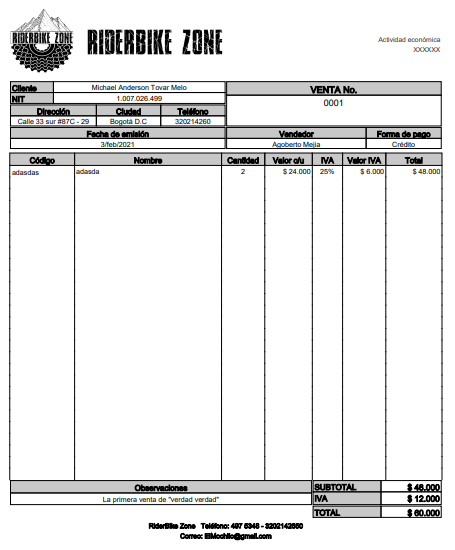 RIDERBIKE ZONE
RIDERBIKE ZONE
Actividad económica
XXXXXX
Cliente Michael Anderson Tovar Melo
NIT 1.007.026.499
VENTA No.
0001
Dirección Ciudad Teléfono
Calle 33 sur #87C - 29 Bogotá D.C 320214260
Fecha de emisión Vendedor Forma de pago
3/feb/2021 Agoberto Mejía Crédito
Código Nombre Cantidad Valor c/u IVA Valor IVA Total
adasdas adasda 2 $ 24.000 25% $ 6.000 $ 48.000
Observaciones
La primera venta de "verdad verdad"
SUBTOTAL $ 48.000
IVA $ 12.000
TOTAL $ 60.000
RiderBike Zone Teléfono: 497 5348 - 3202142650
Correo: ElMochilo@gmail.com